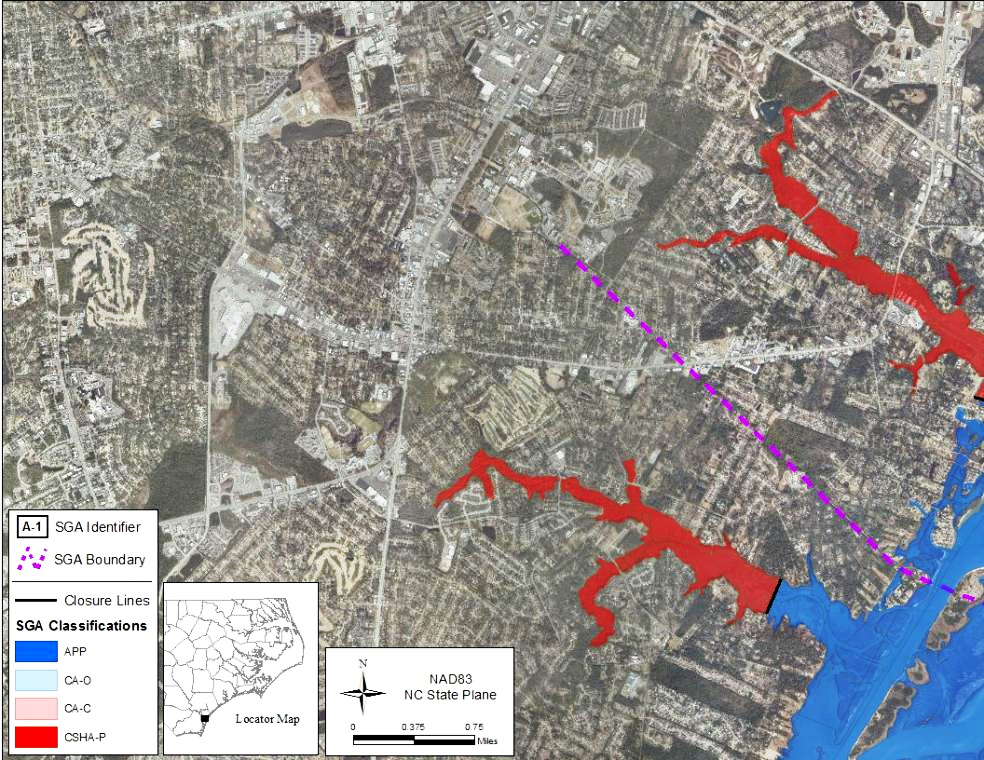 A-1 SGA Identifier
SGA Boundary
Closure Lines
SGA Classifications
APP
CA-O
CA-C
CSHA-P
Locator Map
N
NAD83
NC State Plane
0 0.375 0.75
Miles